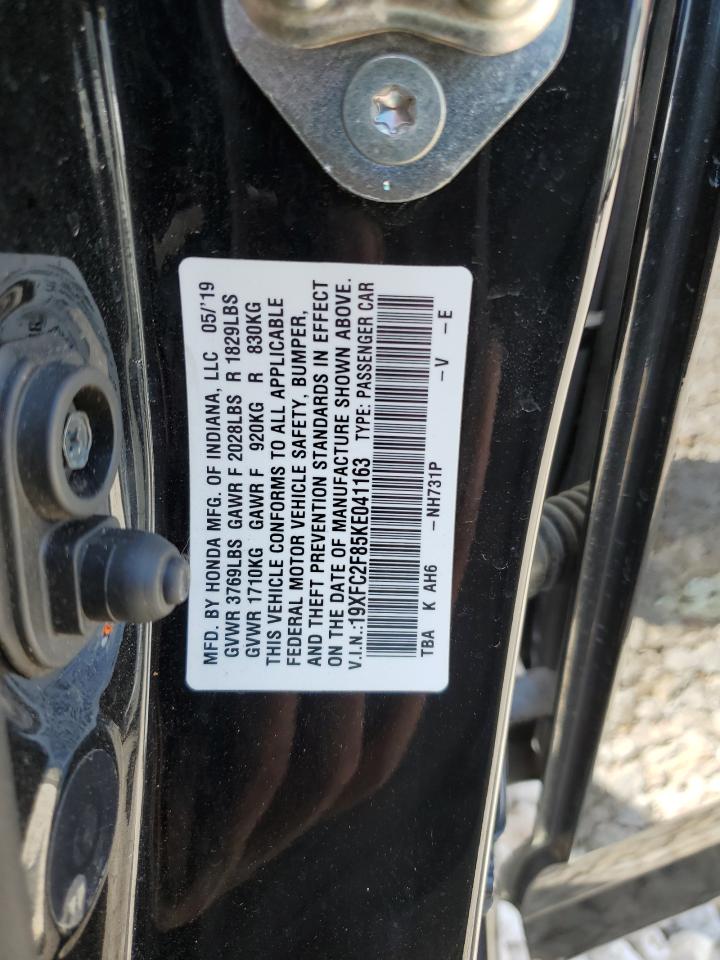 MFD. BY HONDA MFG. OF INDIANA, LLC 05/'19
GVWR 3769LBS GAWR F 2028LBS R 1829LBS
GVWR 1710KG GAWR F 920KG R 830KG
THIS VEHICLE CONFORMS TO ALL APPLICABLE
FEDERAL MOTOR VEHICLE SAFETY, BUMPER,
AND THEFT PREVENTION STANDARDS IN EFFECT
ON THE DATE OF MANUFACTURE SHOWN ABOVE.
V.I.N.:19XFC2F85KE041163 TYPE: PASSENGER CAR
TBA K AH6 -NH731P -V -E